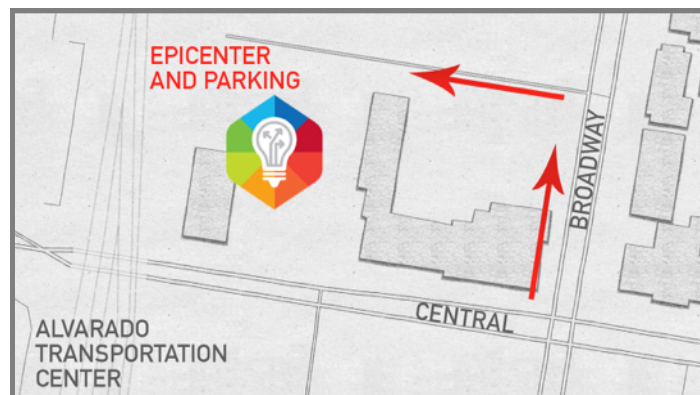 EPICENTER
AND PARKING
BROADWAY
CENTRAL
ALVARADO
TRANSPORTATION
CENTER